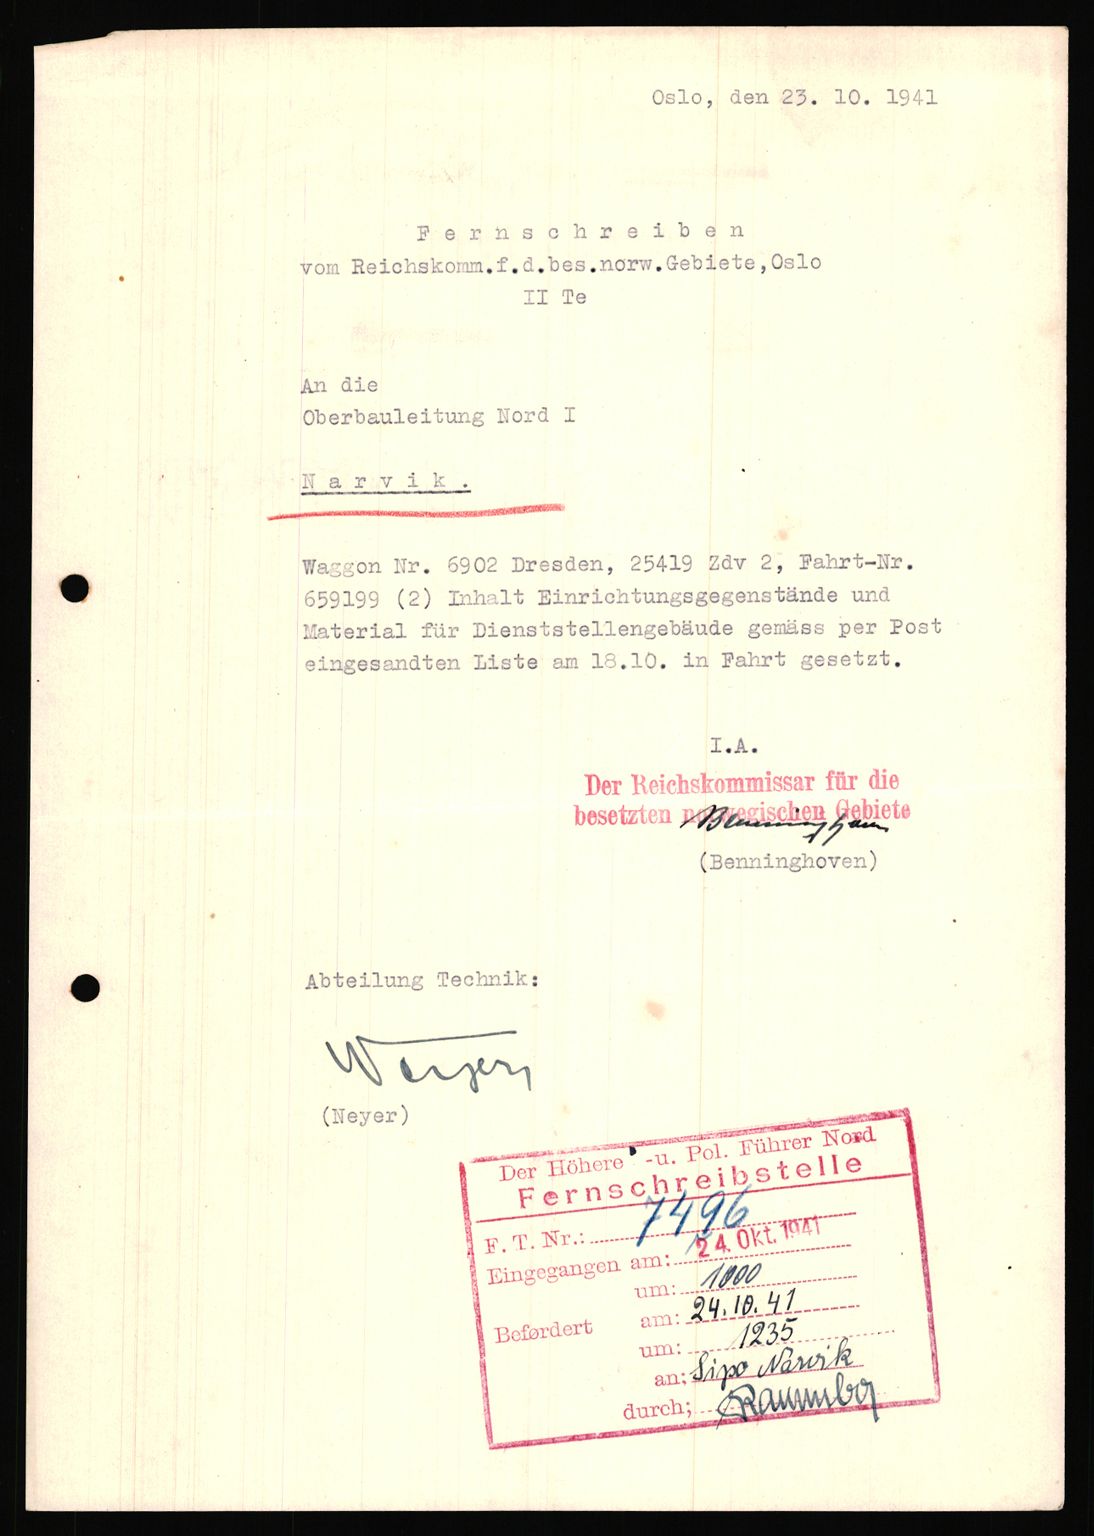 Oslo, den 23. 10. 1941
F e r n s c h r e i b e n
vom Reichskomm.f.d.bes.norw.Gebiete,Oslo
II Te
An die
Oberbauleitung Nord I
N a r v i k .
Waggon Nr. 6902 Dresden, 25419 Zdv 2, Fahrt-Nr.
659199 (2) Inhalt Einrichtungsgegenstände und
Material für Dienststellengebäude gemäss per Post
eingesandten Liste am 18.10. in Fahrt gesetzt.
I.A.
Der Reichskommissar für die
besetzten norwegischen Gebiete
Benninghoven
(Benninghoven)
Abteilung Technik:
(Neyer)
Der Höhere -u. Pol. Führer Nord
Fernschreibstelle
F. T. Nr.: 7496
Eingegangen am: 24. Okt. 1941
um: 1000
Beførdert am: 24.10.41
um: 1235
an: Sipo Narvik
durch: